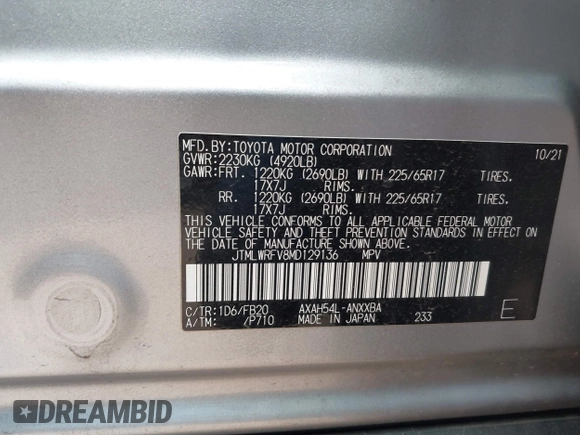 MFD.BY:TOYOTA MOTOR CORPORATION 10/21
GVWR:2230KG (4920LB)
GAWR:FRT. 1220KG (2690LB) WITH 225/65R17 TIRES.
17X7J RIMS.
RR. 1220KG (2690LB) WITH 225/65R17 TIRES.
17X7J RIMS.
THIS VEHICLE CONFORMS TO ALL APPLICABLE FEDERAL MOTOR
VEHICLE SAFETY, BUMPER, AND THEFT PREVENTION STANDARDS IN EFFECT ON
THE DATE OF MANUFACTURE SHOWN ABOVE.
JTMLWRFV8MD129136 MPV
C/TR:1D6/FB20 AXAH54L-ANXXBA
A/TM: /P710 MADE IN JAPAN 233 E
DREAMBID